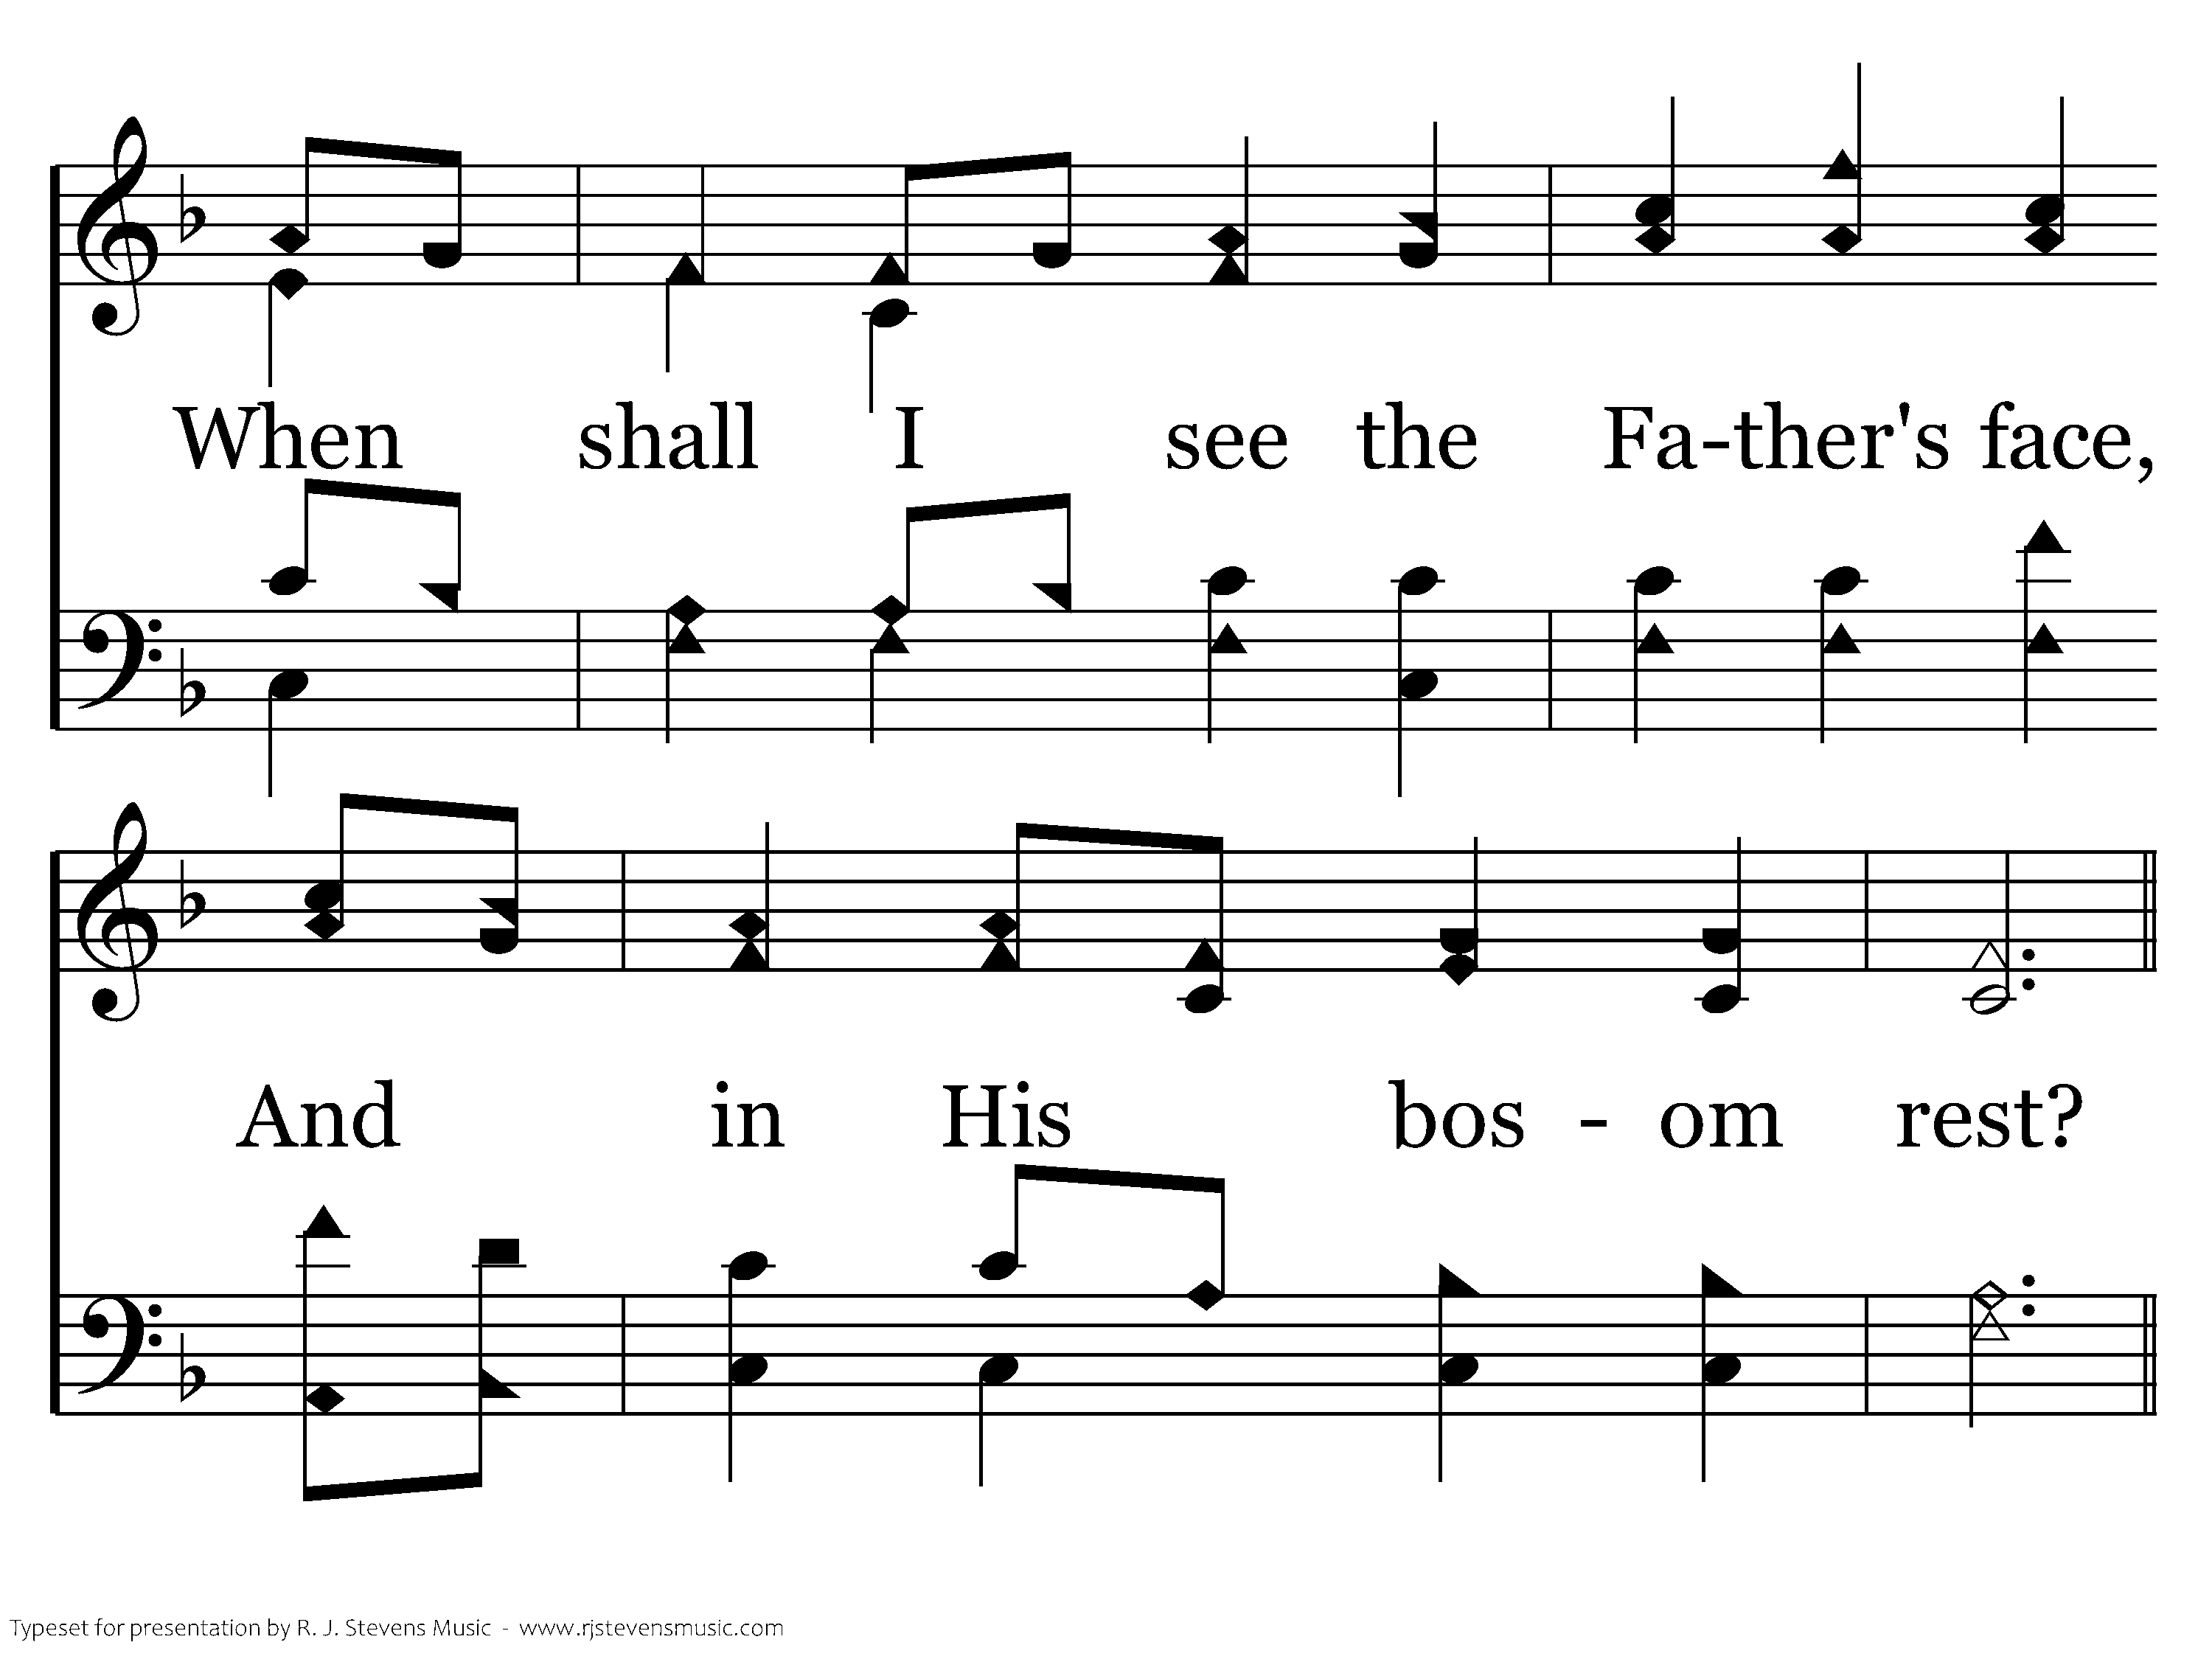 When shall I see the Fa-ther's face,
And in His bos - om rest?
Typeset for presentation by R. J. Stevens Music - www.rjstevensmusic.com